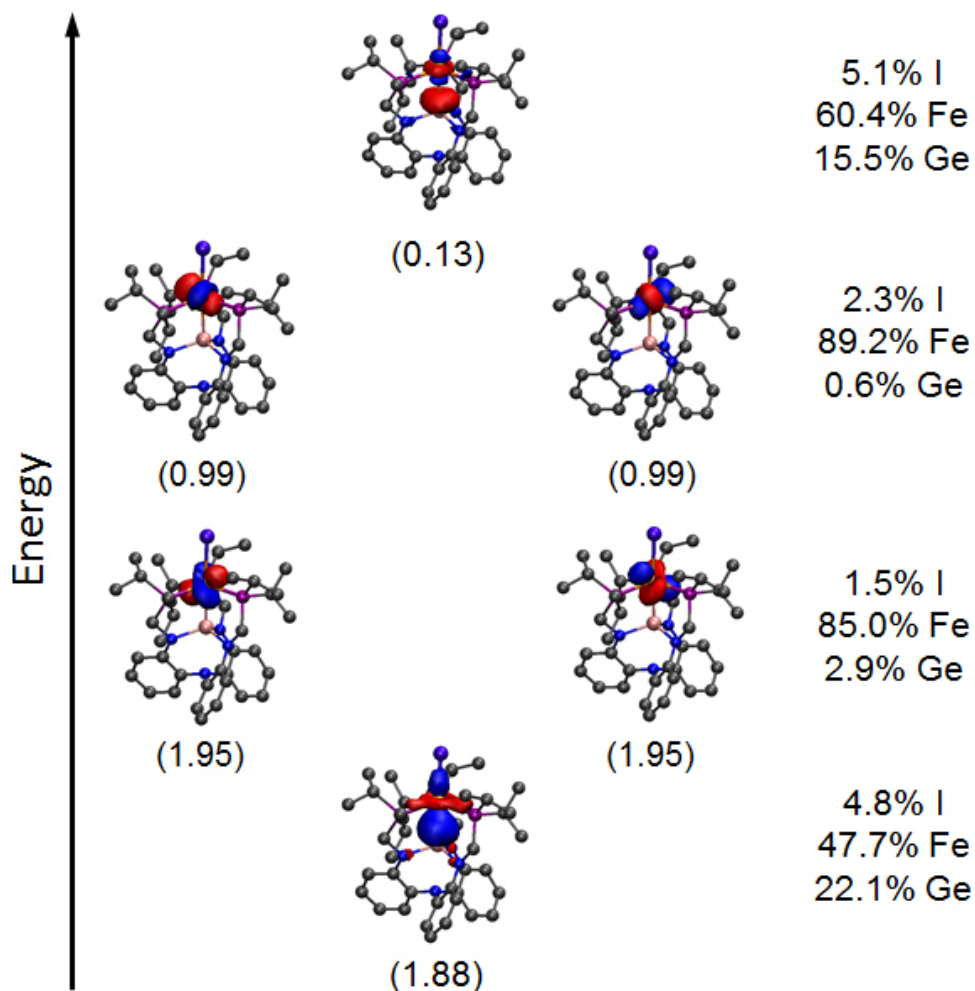 5.1% I
60.4% Fe
15.5% Ge
(0.13)
2.3% I
89.2% Fe
0.6% Ge
(0.99)
(0.99)
Energy
1.5% I
85.0% Fe
2.9% Ge
(1.95)
(1.95)
4.8% I
47.7% Fe
22.1% Ge
(1.88)